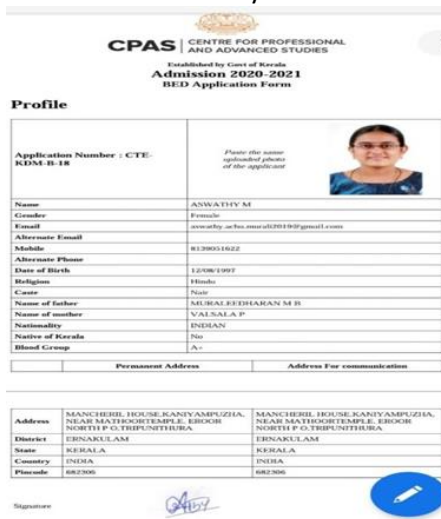 CPAS CENTRE FOR PROFESSIONAL
AND ADVANCED STUDIES
Established by Govt of Kerala
Admission 2020-2021
BED Application Form
Profile
Application Number : CTE-
KDM-B-18
Paste the same
uploaded photo
of the applicant
Name ASWATHY M
Gender Female
Email aswathy.achu.murali2019@gmail.com
Alternate Email
Mobile 8139051622
Alternate Phone
Date of Birth 12/08/1997
Religion Hindu
Caste Nair
Name of father MURALEEDHARAN M B
Name of mother VALSALA P
Nationality INDIAN
Native of Kerala No
Blood Group A+
Permanent Address Address For communication
Address MANCHERIL HOUSE,KANIYAMPUZHA, MANCHERIL HOUSE,KANIYAMPUZHA,
NEAR MATHOORTEMPLE, EROOR NEAR MATHOORTEMPLE, EROOR
NORTH P O,TRIPUNITHURA NORTH P O,TRIPUNITHURA
District ERNAKULAM ERNAKULAM
State KERALA KERALA
Country INDIA INDIA
Pincode 682306 682306
Signature